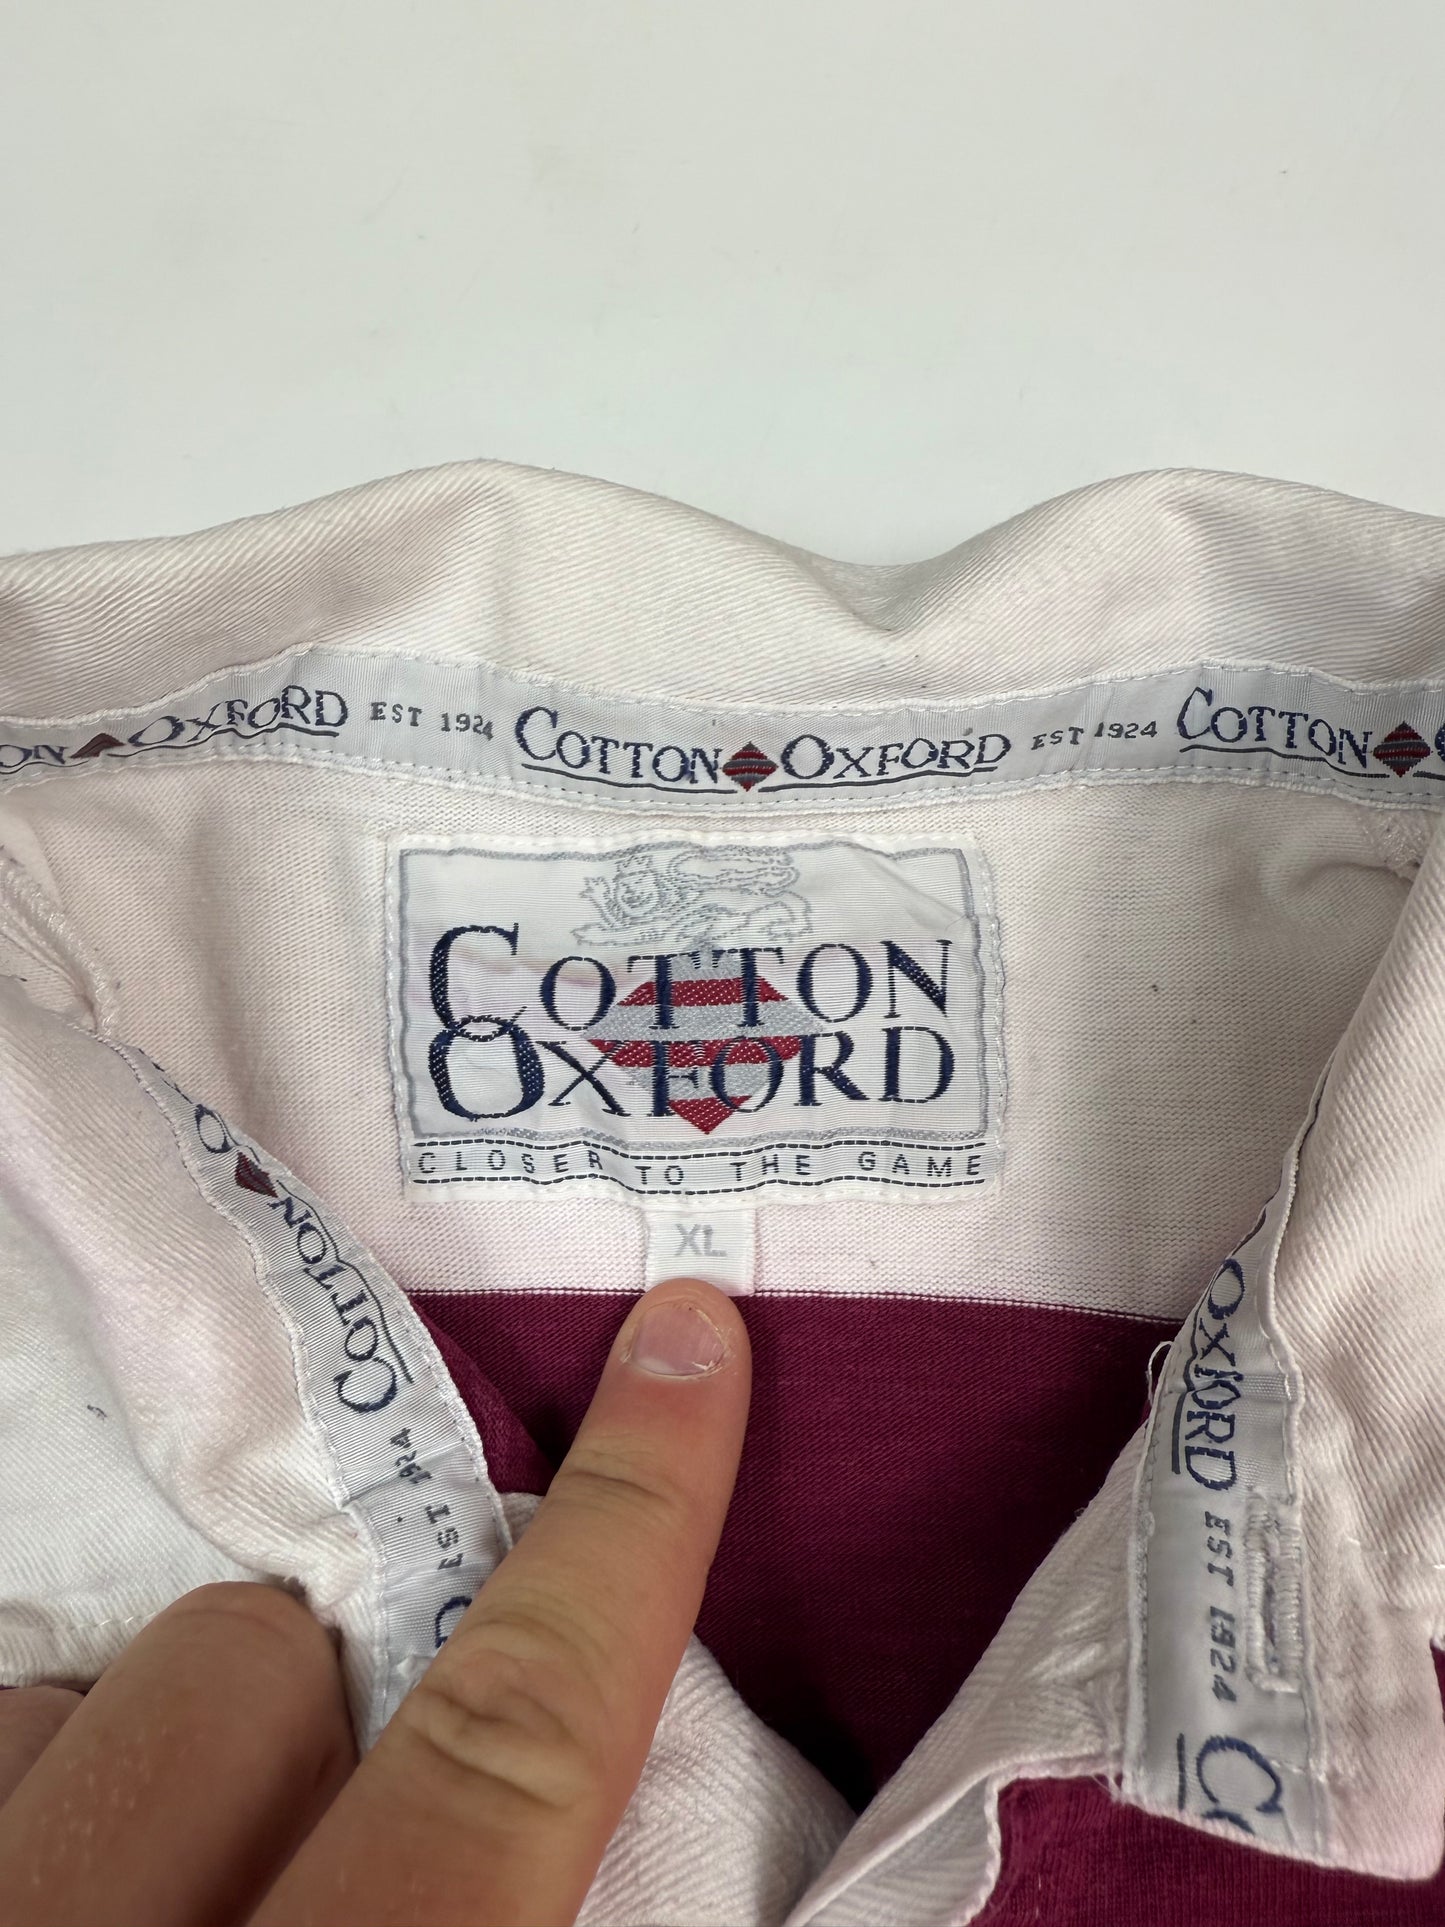 OXFORD EST 1924 COTTON OXFORD EST 1924 COTTON
COTTON
OXFORD
CLOSER TO THE GAME
XL
COTTON
EST 1924
OXFORD
EST 1924